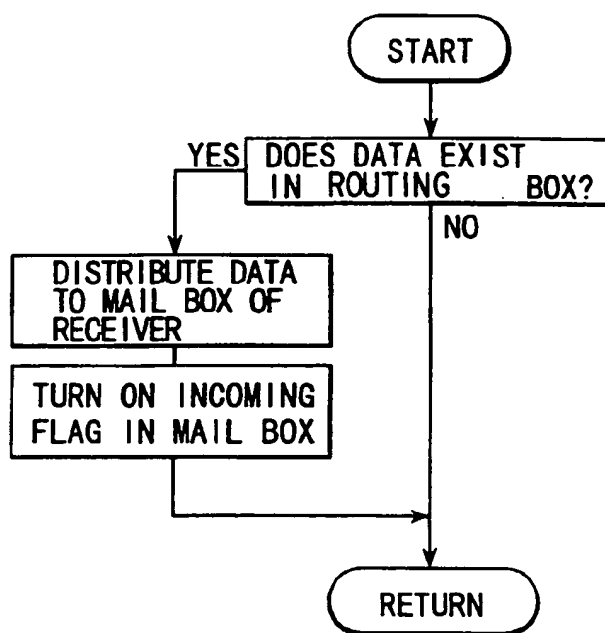 START
YES
DOES DATA EXIST
IN ROUTING BOX?
NO
DISTRIBUTE DATA
TO MAIL BOX OF
RECEIVER
TURN ON INCOMING
FLAG IN MAIL BOX
RETURN